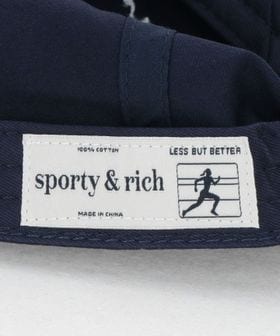 100% COTTON
LESS BUT BETTER
sporty & rich
MADE IN CHINA